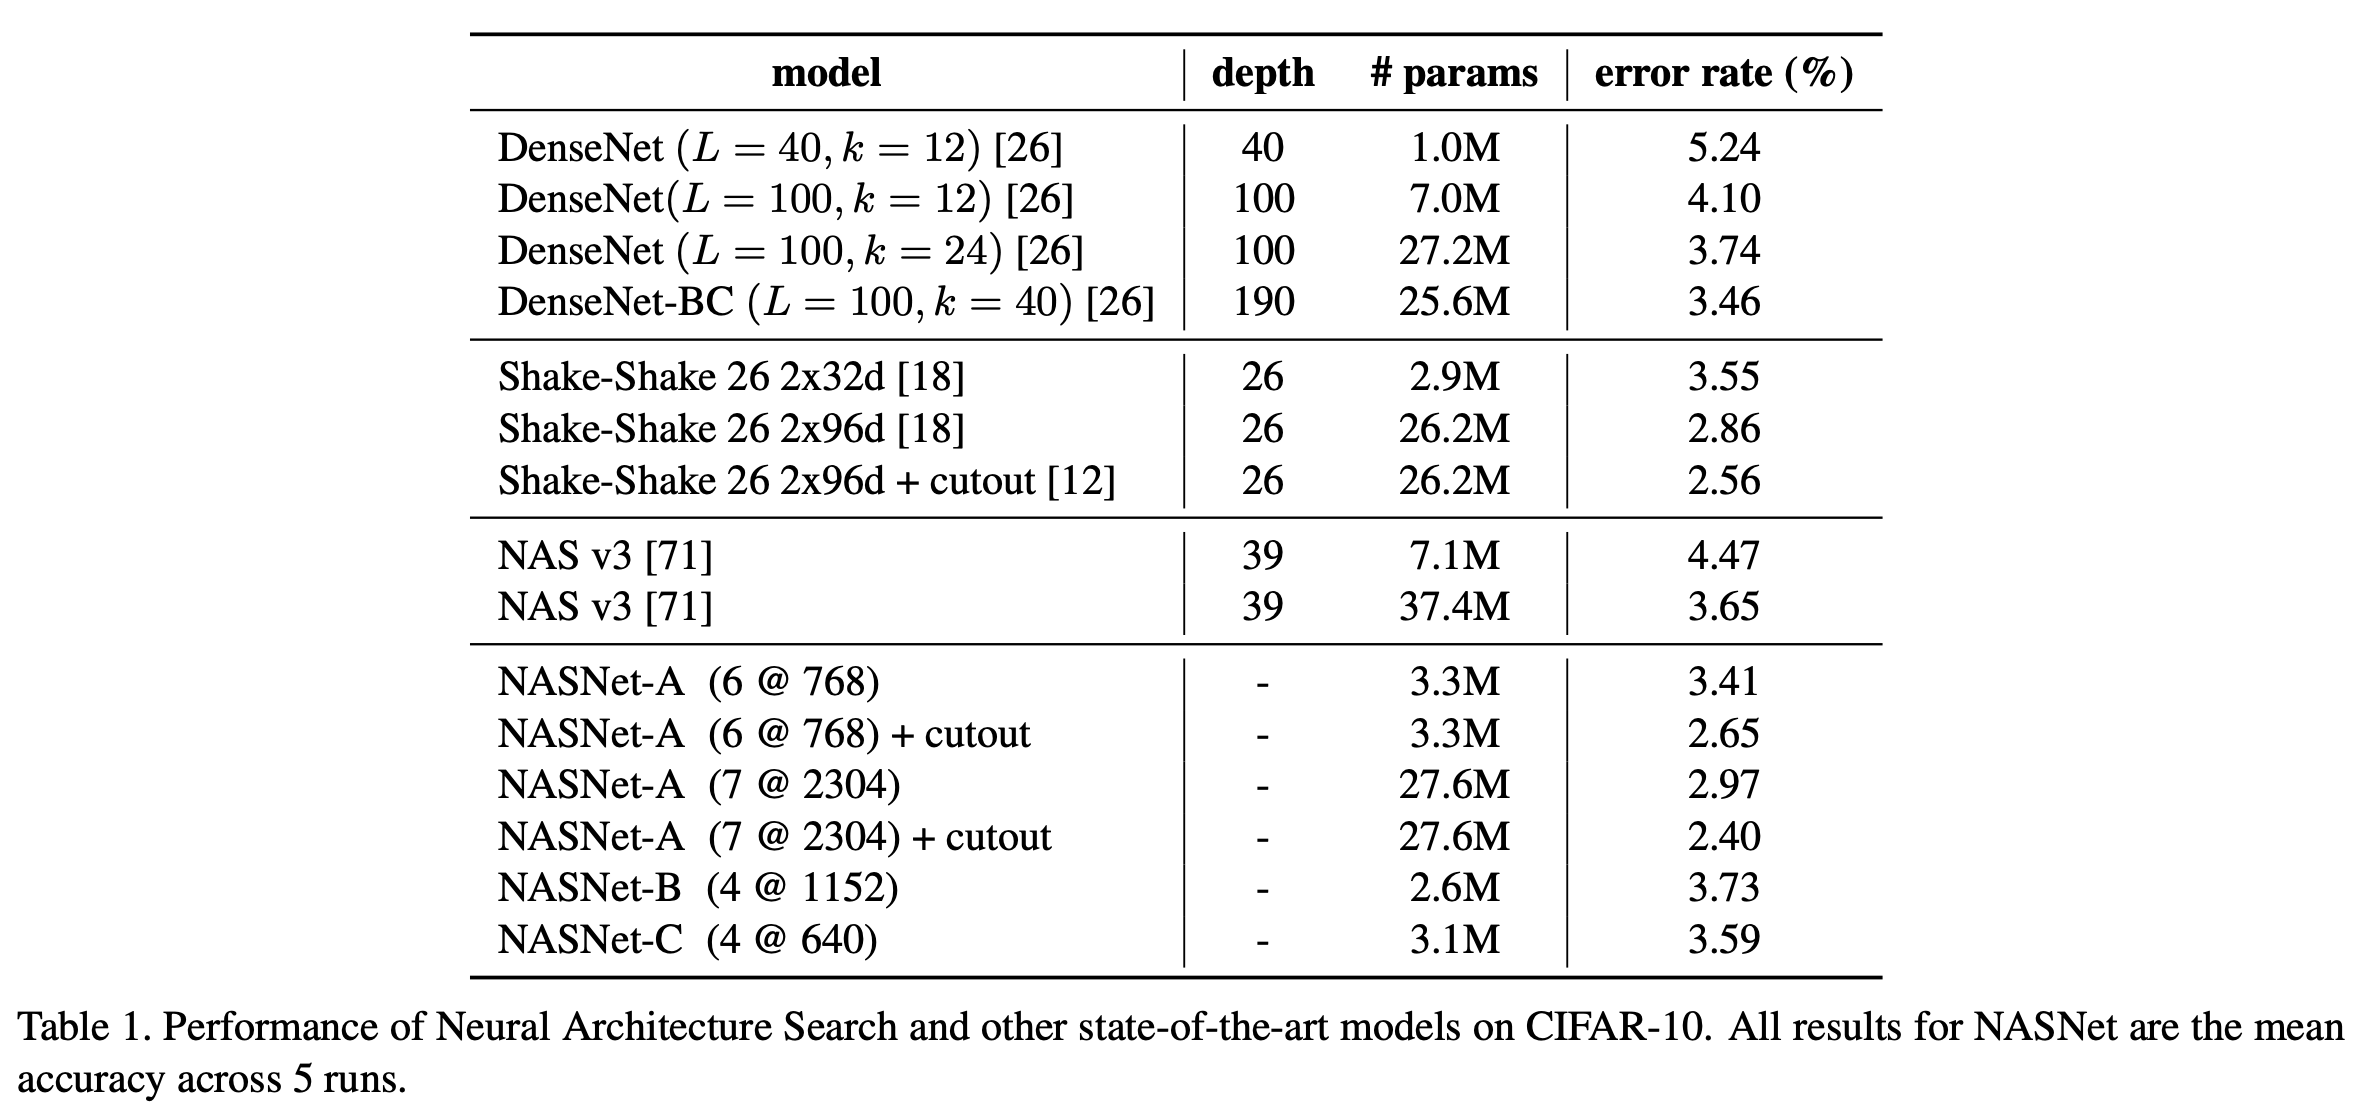 model depth # params error rate (%)
DenseNet (L = 40, k = 12) [26] 40 1.0M 5.24
DenseNet(L = 100, k = 12) [26] 100 7.0M 4.10
DenseNet (L = 100, k = 24) [26] 100 27.2M 3.74
DenseNet-BC (L = 100, k = 40) [26] 190 25.6M 3.46
Shake-Shake 26 2x32d [18] 26 2.9M 3.55
Shake-Shake 26 2x96d [18] 26 26.2M 2.86
Shake-Shake 26 2x96d + cutout [12] 26 26.2M 2.56
NAS v3 [71] 39 7.1M 4.47
NAS v3 [71] 39 37.4M 3.65
NASNet-A (6 @ 768) - 3.3M 3.41
NASNet-A (6 @ 768) + cutout - 3.3M 2.65
NASNet-A (7 @ 2304) - 27.6M 2.97
NASNet-A (7 @ 2304) + cutout - 27.6M 2.40
NASNet-B (4 @ 1152) - 2.6M 3.73
NASNet-C (4 @ 640) - 3.1M 3.59
Table 1. Performance of Neural Architecture Search and other state-of-the-art models on CIFAR-10. All results for NASNet are the mean
accuracy across 5 runs.